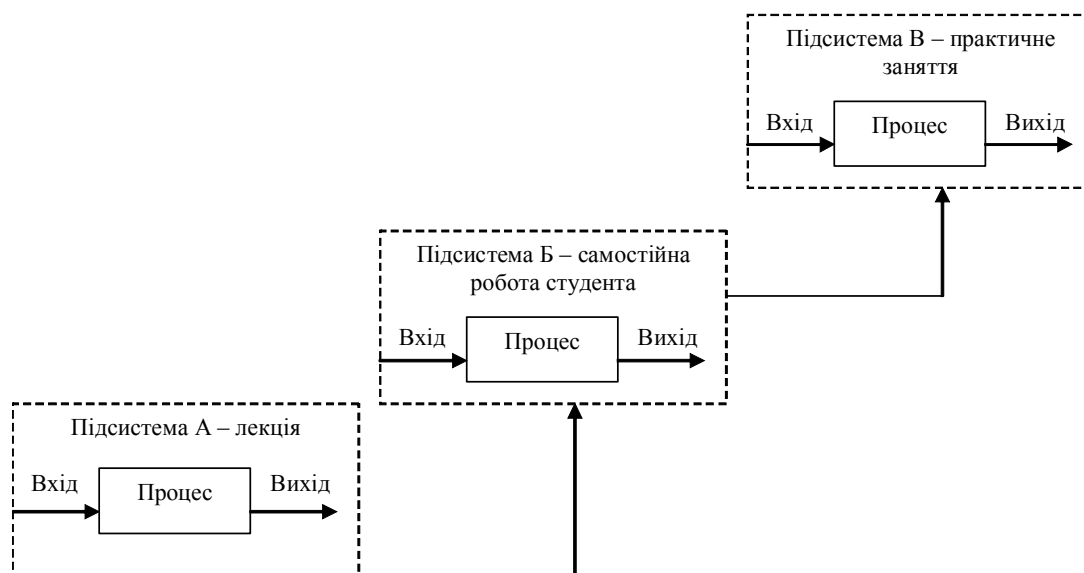 Підсистема В – практичне
заняття
Вхід
Процес
Вихід
Підсистема Б – самостійна
робота студента
Вхід
Процес
Вихід
Підсистема А – лекція
Вхід
Процес
Вихід